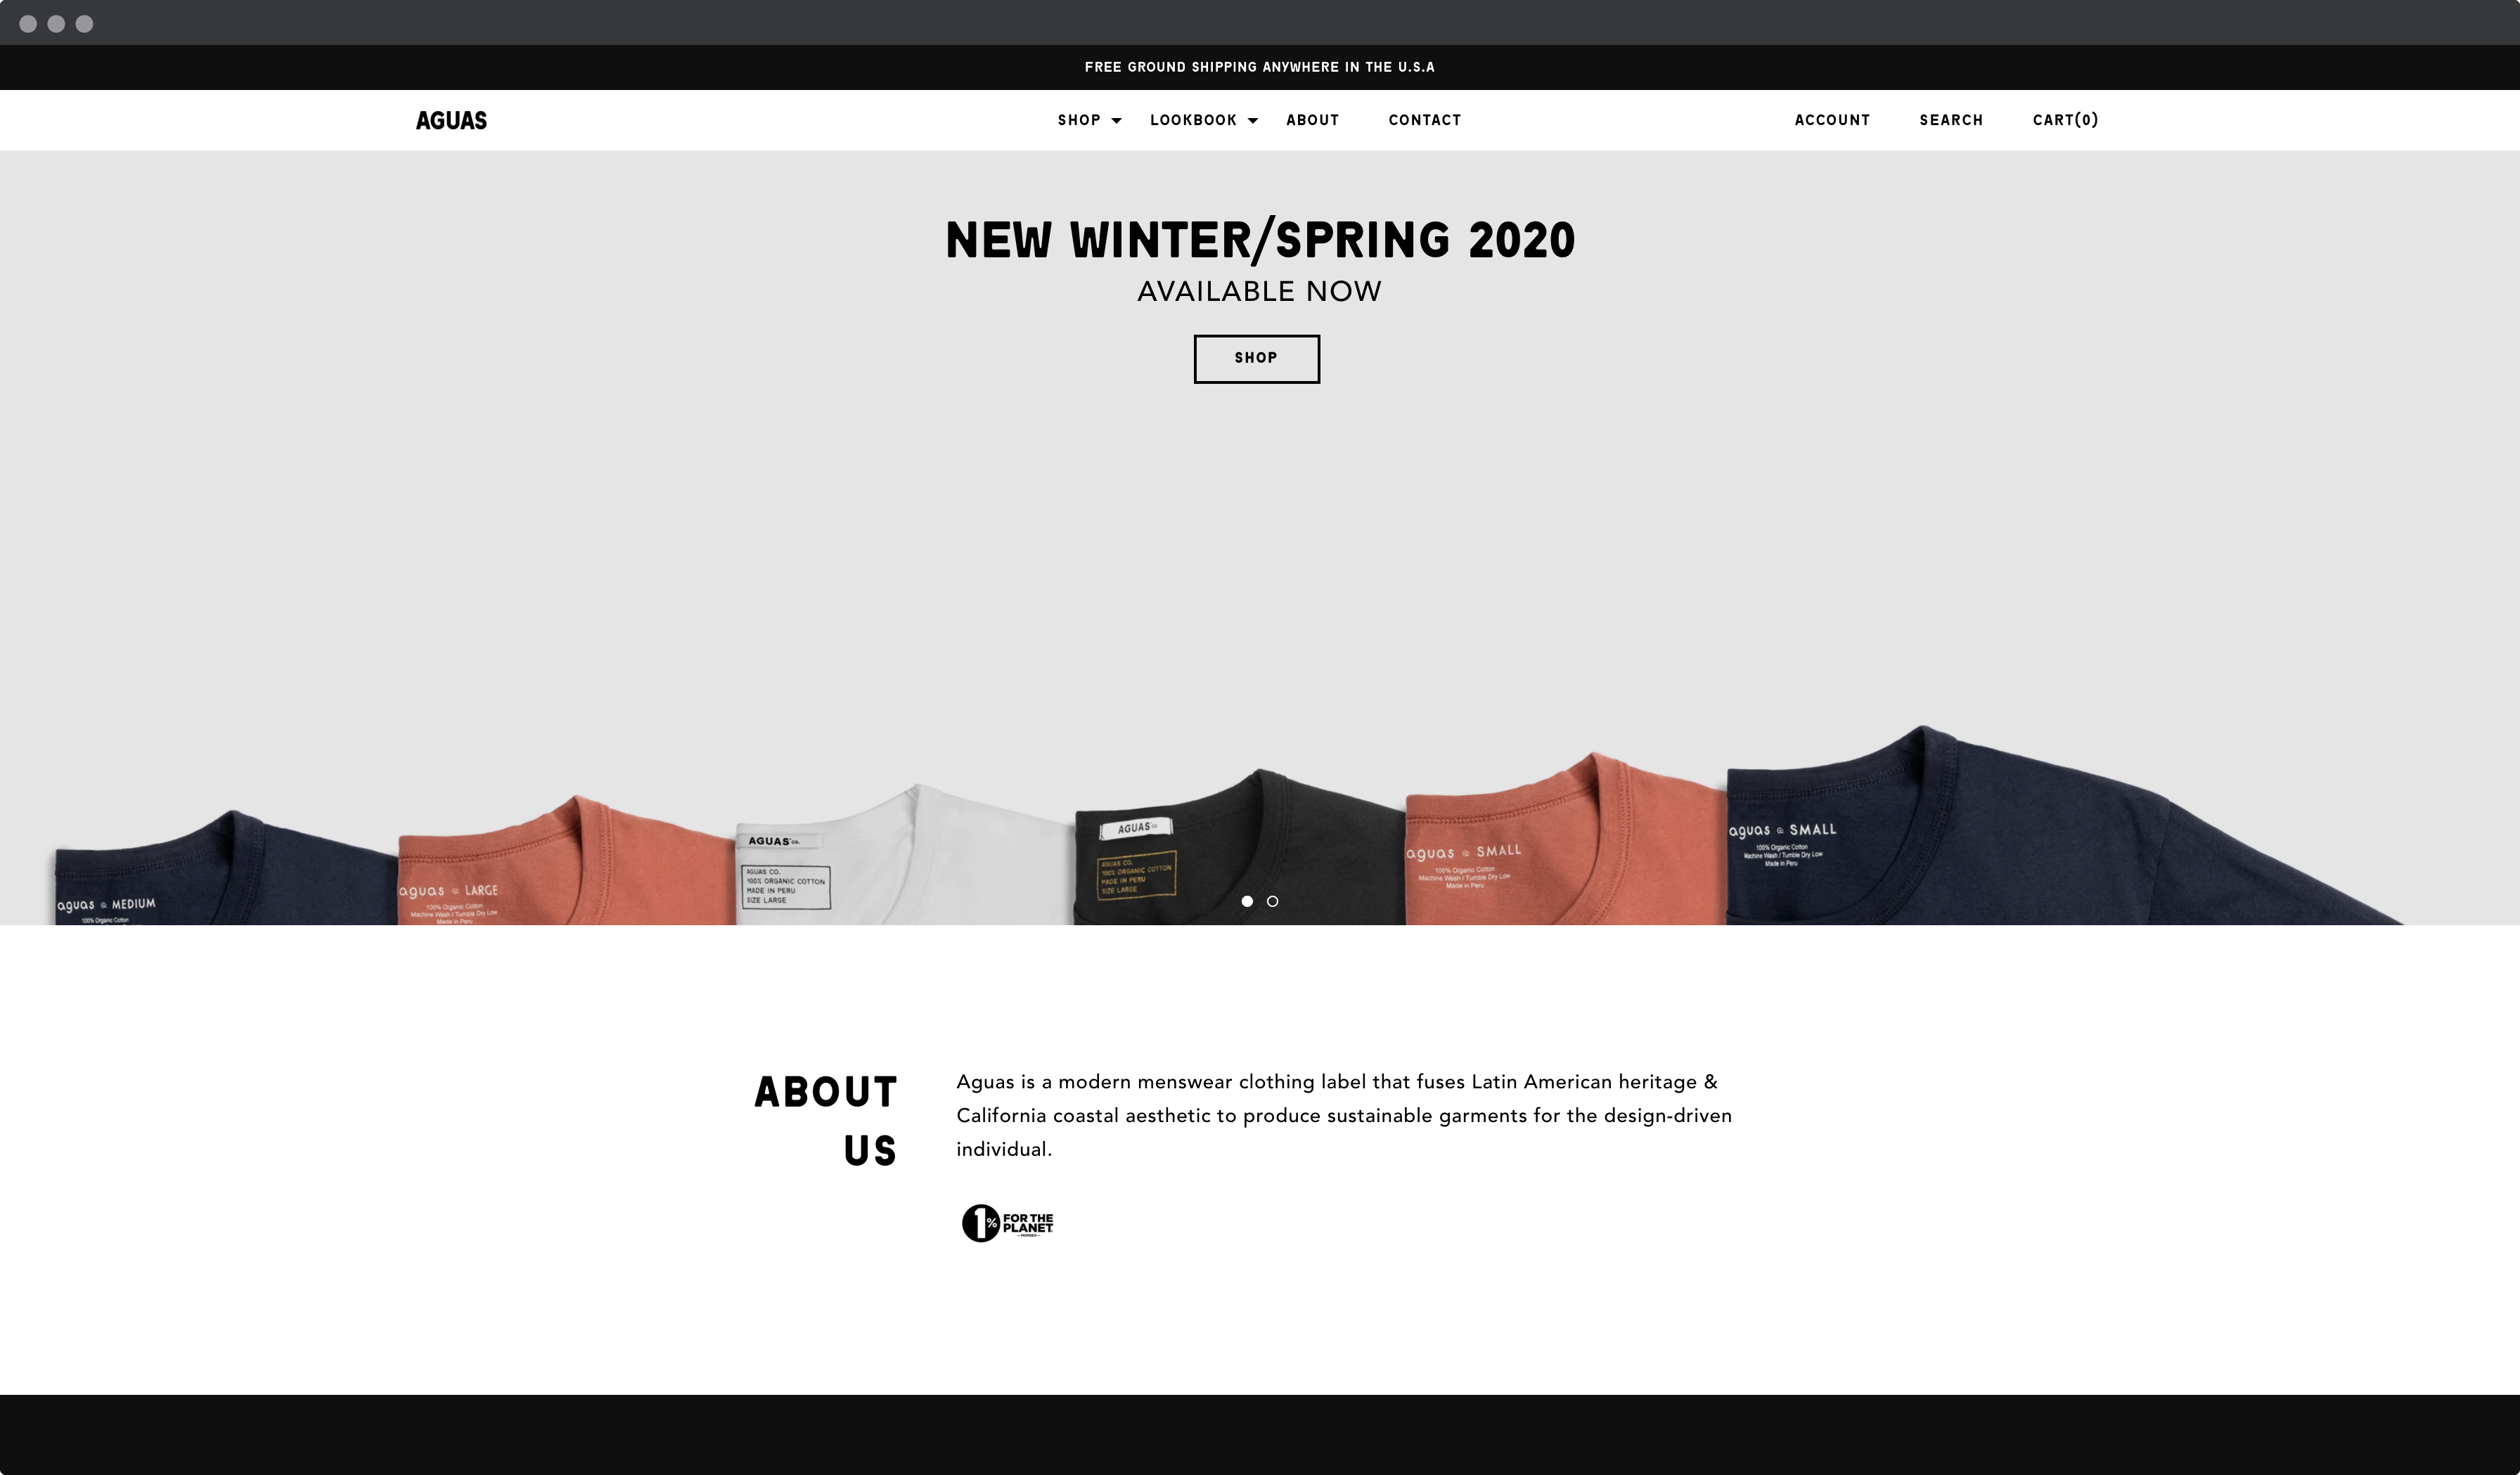 FREE GROUND SHIPPING ANYWHERE IN THE U.S.A
AGUAS
SHOP
LOOKBOOK
ABOUT
CONTACT
ACCOUNT
SEARCH
CART(0)
NEW WINTER/SPRING 2020
AVAILABLE NOW
SHOP
aguas MEDIUM
100% Organic Cotton
aguas LARGE
100% Organic Cotton
Machine Wash / Tumble Dry Low
Made in Peru
AGUAS CO.
AGUAS CO.
100% ORGANIC COTTON
MADE IN PERU
SIZE LARGE
AGUAS CO.
AGUAS CO.
100% ORGANIC COTTON
MADE IN PERU
SIZE LARGE
aguas SMALL
100% Organic Cotton
Machine Wash / Tumble Dry Low
Made in Peru
aguas SMALL
100% Organic Cotton
Machine Wash / Tumble Dry Low
Made in Peru
ABOUT
US
Aguas is a modern menswear clothing label that fuses Latin American heritage &
California coastal aesthetic to produce sustainable garments for the design-driven
individual.
1%
FOR THE
PLANET
MEMBER